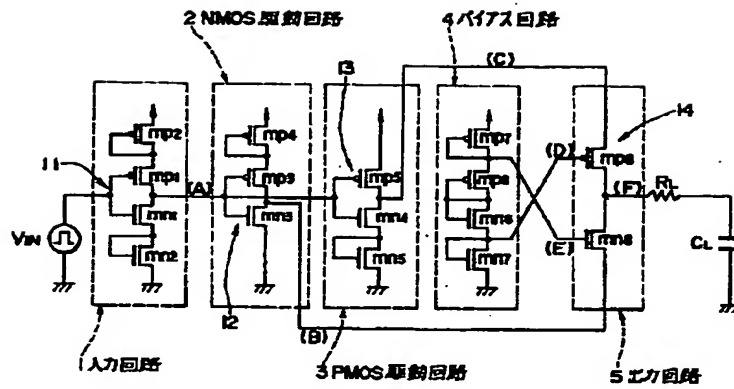 2 NMOS 駆動回路
4 バイアス回路
13
(C)
14
mp2
mp4
mp7
11
(D)
mp1
(A)
mp3
mp5
mp8
mp6
(F)
RL
mn1
mn3
mn4
mn6
VIN
mn2
mn5
mn7
(E)
mn8
CL
12
(B)
1 入力回路
3 PMOS 駆動回路
5 出力回路